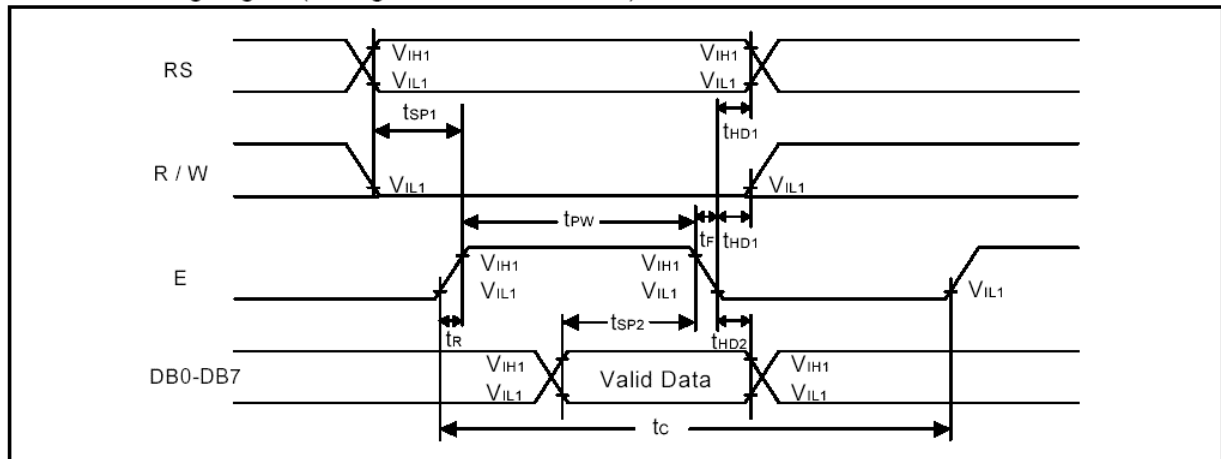 RS
VIH1
VIL1
VIH1
VIL1
tSP1
tHD1
R / W
VIL1
VIL1
tPW
tF
tHD1
E
VIH1
VIL1
VIH1
VIL1
VIL1
tR
tSP2
tHD2
DB0-DB7
VIH1
VIL1
Valid Data
VIH1
VIL1
tC